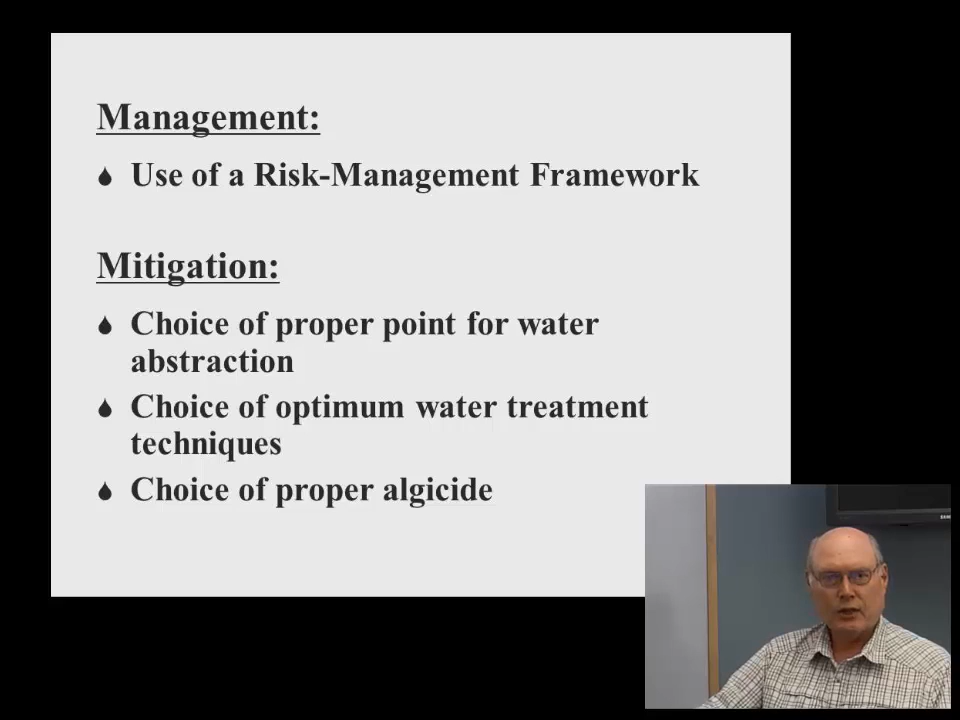 Management:
Use of a Risk-Management Framework
Mitigation:
Choice of proper point for water
abstraction
Choice of optimum water treatment
techniques
Choice of proper algicide